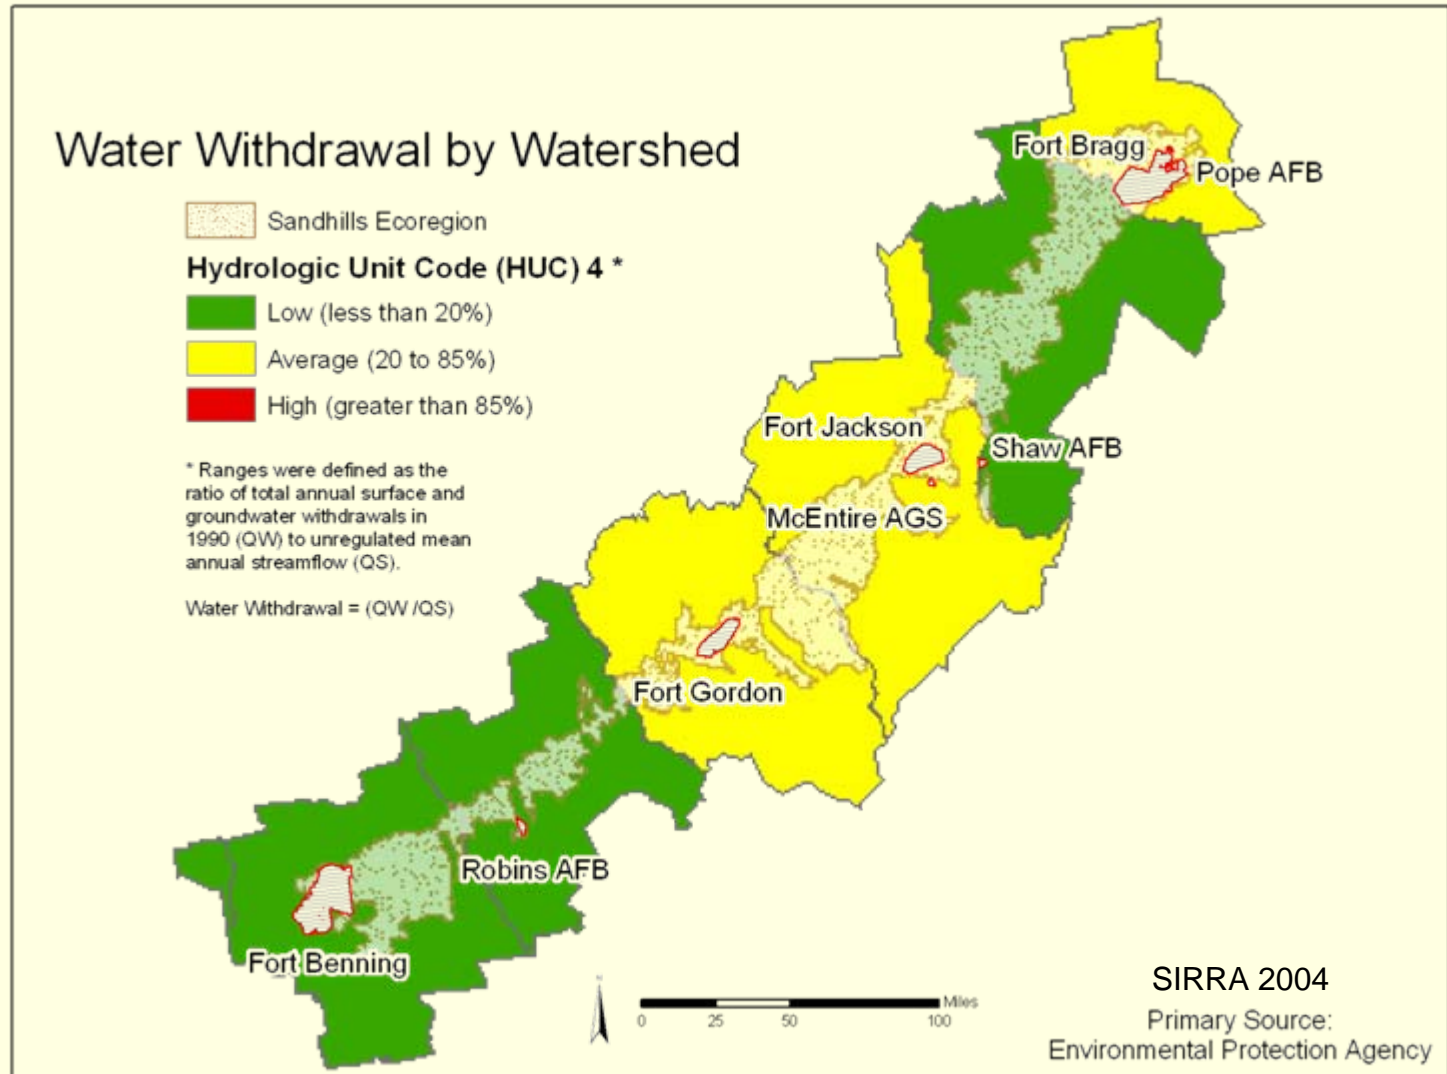 Water Withdrawal by Watershed
Sandhills Ecoregion
Hydrologic Unit Code (HUC) 4 *
Low (less than 20%)
Average (20 to 85%)
High (greater than 85%)
* Ranges were defined as the
ratio of total annual surface and
groundwater withdrawals in
1990 (QW) to unregulated mean
annual streamflow (QS).
Water Withdrawal = (QW /QS)
Fort Bragg
Pope AFB
Fort Jackson
Shaw AFB
McEntire AGS
Fort Gordon
Robins AFB
Fort Benning
N
Miles
0 25 50 100
SIRRA 2004
Primary Source:
Environmental Protection Agency